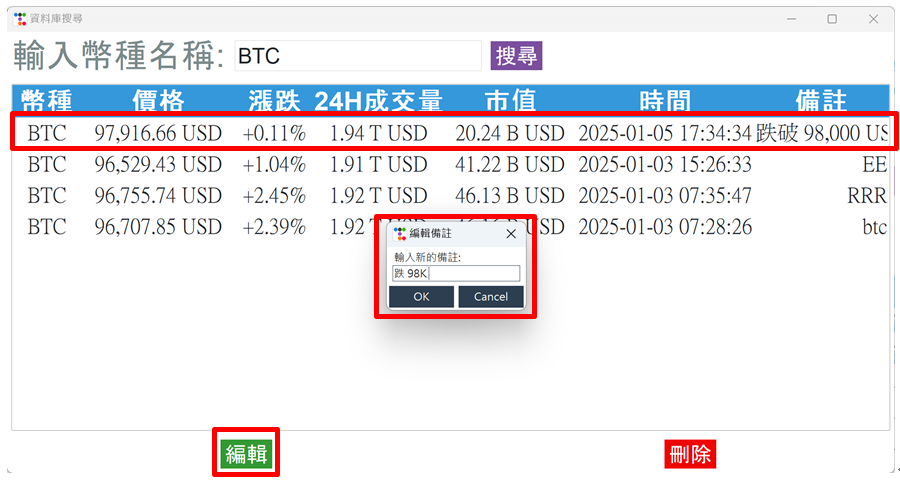 資料庫搜尋
輸入幣種名稱: BTC 搜尋
幣種 價格 漲跌 24H成交量 市值 時間 備註
BTC 97,916.66 USD +0.11% 1.94 T USD 20.24 B USD 2025-01-05 17:34:34 跌破 98,000 US
BTC 96,529.43 USD +1.04% 1.91 T USD 41.22 B USD 2025-01-03 15:26:33 EE
BTC 96,755.74 USD +2.45% 1.92 T USD 46.13 B USD 2025-01-03 07:35:47 RRR
BTC 96,707.85 USD +2.39% 1.92 T USD 2025-01-03 07:28:26 btc
編輯備註
輸入新的備註:
跌 98K
OK Cancel
編輯 刪除